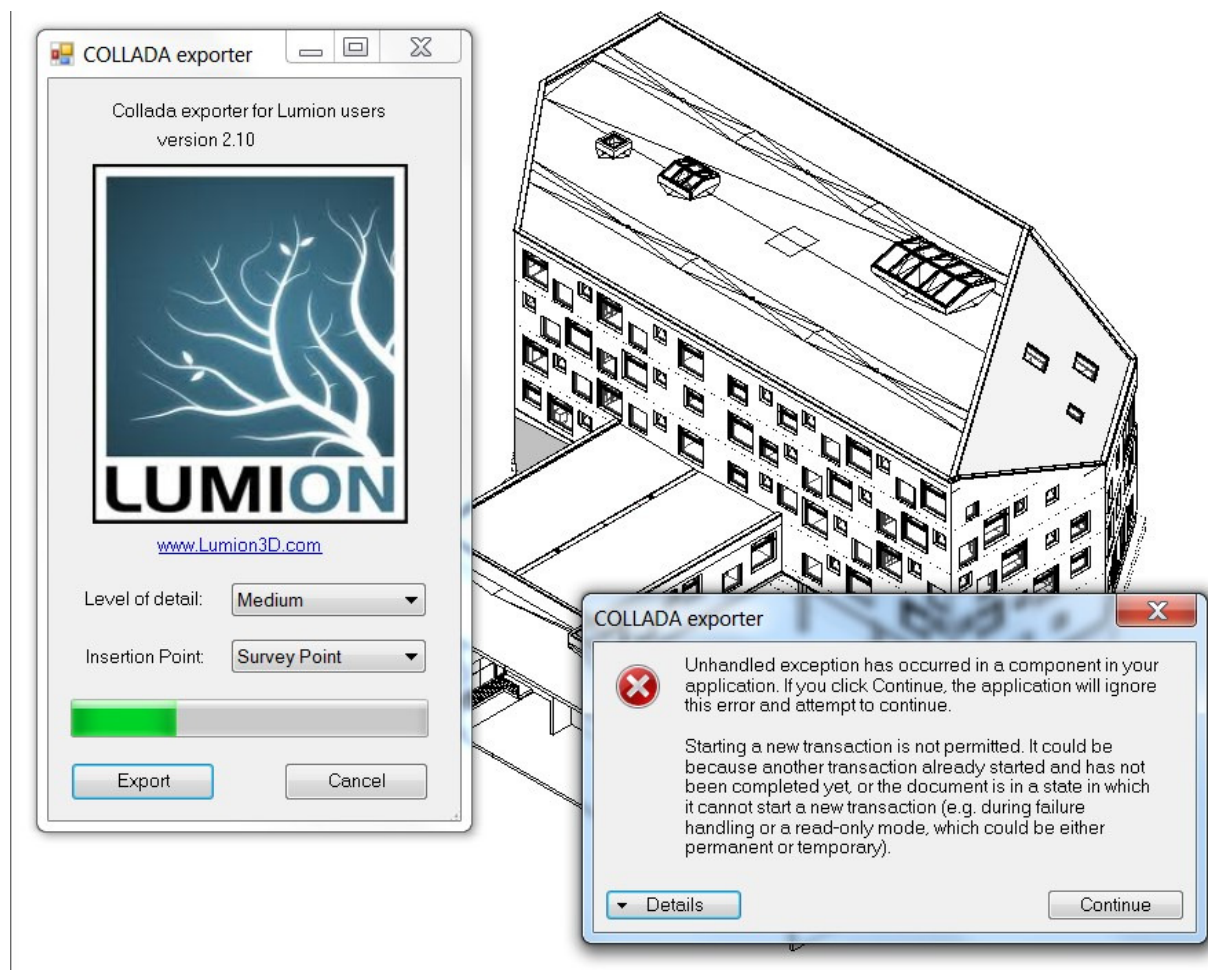 COLLADA exporter
Collada exporter for Lumion users
version 2.10
LUMION
www.Lumion3D.com
Level of detail: Medium
Insertion Point: Survey Point
Export Cancel
COLLADA exporter
Unhandled exception has occurred in a component in your
application. If you click Continue, the application will ignore
this error and attempt to continue.
Starting a new transaction is not permitted. It could be
because another transaction already started and has not
been completed yet, or the document is in a state in which
it cannot start a new transaction (e.g. during failure
handling or a read-only mode, which could be either
permanent or temporary).
Details Continue